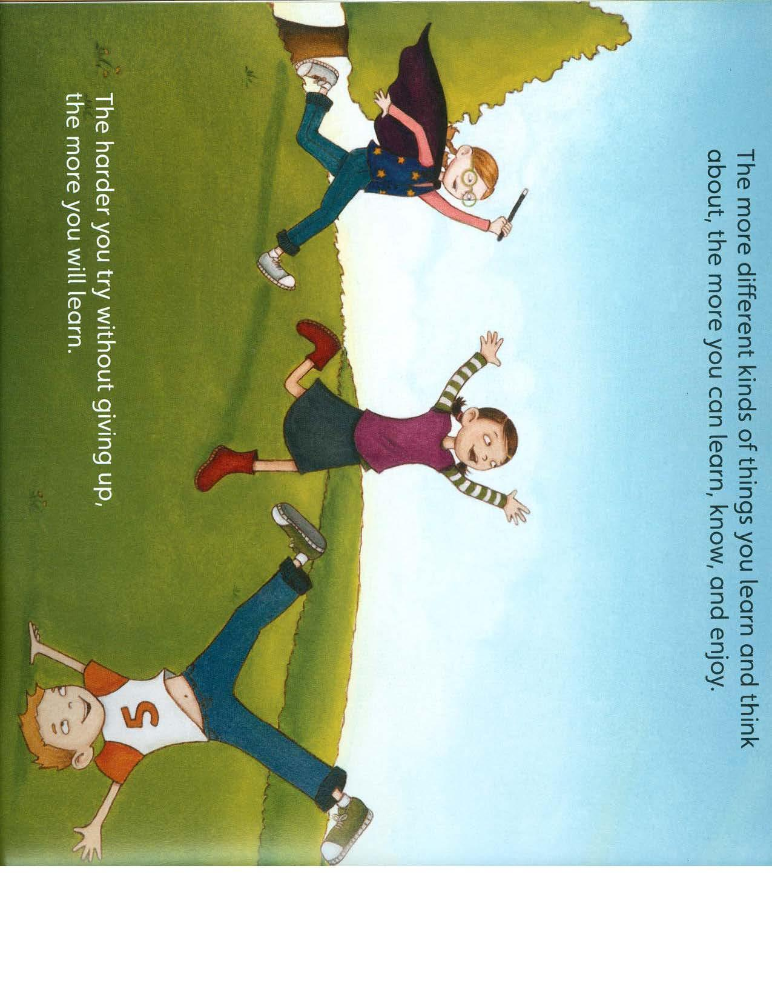 The more different kinds of things you learn and think
about, the more you can learn, know, and enjoy.
5
The harder you try without giving up,
the more you will learn.